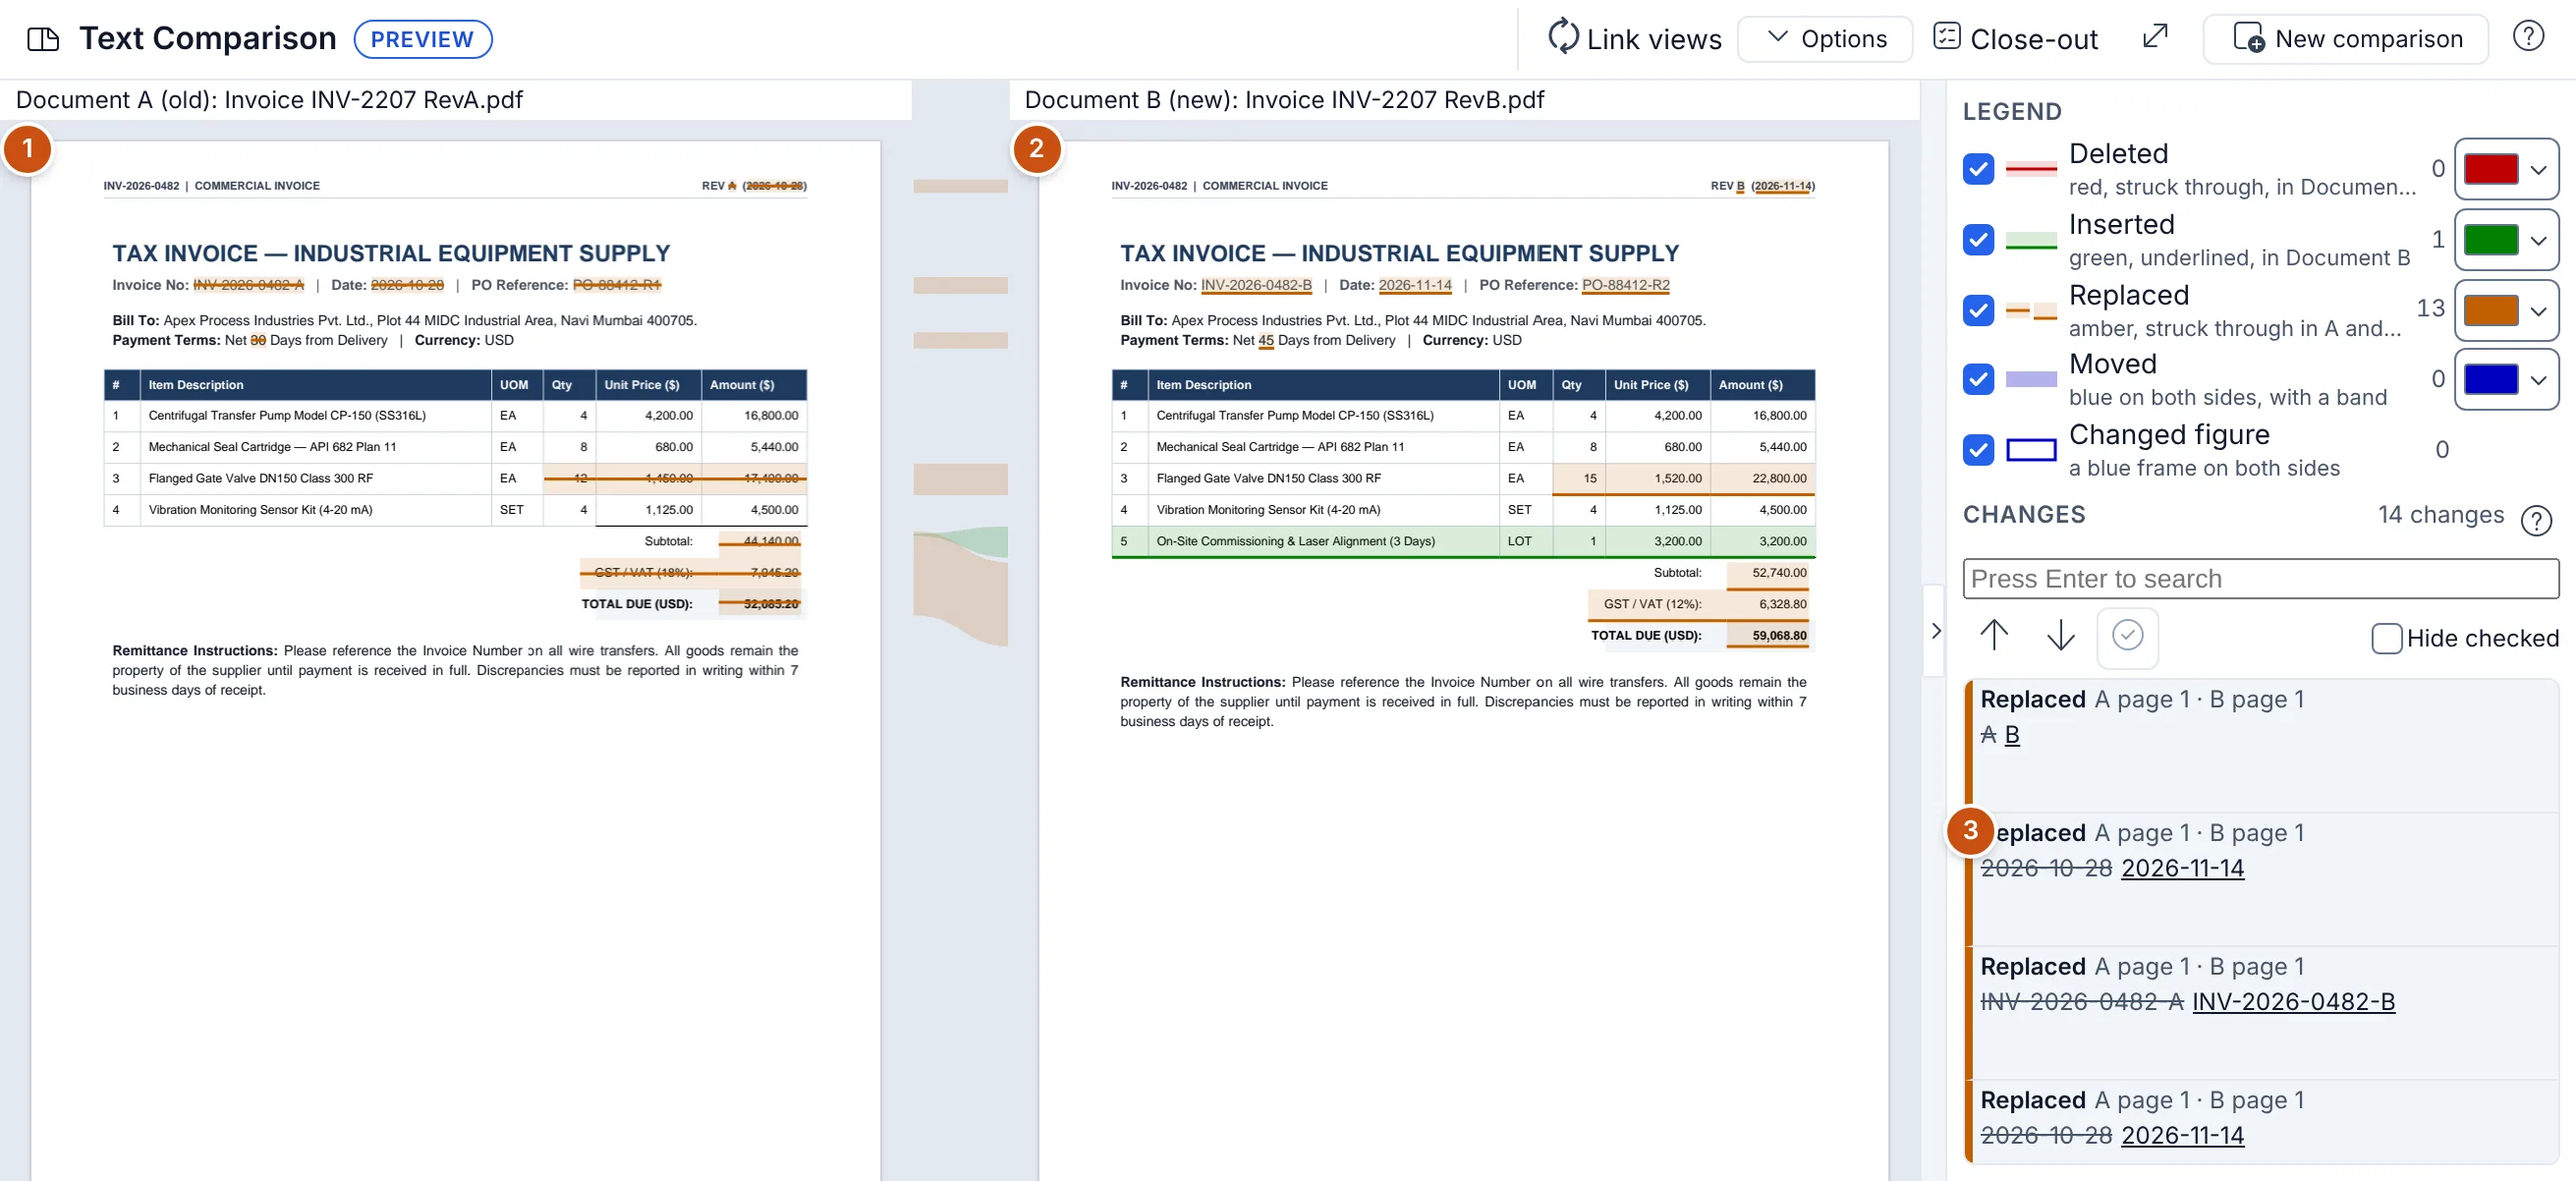 Text Comparison PREVIEW Link views Options Close-out New comparison
Document A (old): Invoice INV-2207 RevA.pdf
1
INV-2026-0482 | COMMERCIAL INVOICE REV A (2026-10-28)
TAX INVOICE — INDUSTRIAL EQUIPMENT SUPPLY
Invoice No: INV-2026-0482-A | Date: 2026-10-28 | PO Reference: PO-88412-R1
Bill To: Apex Process Industries Pvt. Ltd., Plot 44 MIDC Industrial Area, Navi Mumbai 400705.
Payment Terms: Net 30 Days from Delivery | Currency: USD
# Item Description UOM Qty Unit Price ($) Amount ($)
1 Centrifugal Transfer Pump Model CP-150 (SS316L) EA 4 4,200.00 16,800.00
2 Mechanical Seal Cartridge — API 682 Plan 11 EA 8 680.00 5,440.00
3 Flanged Gate Valve DN150 Class 300 RF EA 12 1,450.00 17,400.00
4 Vibration Monitoring Sensor Kit (4-20 mA) SET 4 1,125.00 4,500.00
Subtotal: 44,140.00
GST / VAT (18%): 7,945.20
TOTAL DUE (USD): 52,085.20
Remittance Instructions: Please reference the Invoice Number on all wire transfers. All goods remain the
property of the supplier until payment is received in full. Discrepancies must be reported in writing within 7
business days of receipt.
Document B (new): Invoice INV-2207 RevB.pdf
2
INV-2026-0482 | COMMERCIAL INVOICE REV B (2026-11-14)
TAX INVOICE — INDUSTRIAL EQUIPMENT SUPPLY
Invoice No: INV-2026-0482-B | Date: 2026-11-14 | PO Reference: PO-88412-R2
Bill To: Apex Process Industries Pvt. Ltd., Plot 44 MIDC Industrial Area, Navi Mumbai 400705.
Payment Terms: Net 45 Days from Delivery | Currency: USD
# Item Description UOM Qty Unit Price ($) Amount ($)
1 Centrifugal Transfer Pump Model CP-150 (SS316L) EA 4 4,200.00 16,800.00
2 Mechanical Seal Cartridge — API 682 Plan 11 EA 8 680.00 5,440.00
3 Flanged Gate Valve DN150 Class 300 RF EA 15 1,520.00 22,800.00
4 Vibration Monitoring Sensor Kit (4-20 mA) SET 4 1,125.00 4,500.00
5 On-Site Commissioning & Laser Alignment (3 Days) LOT 1 3,200.00 3,200.00
Subtotal: 52,740.00
GST / VAT (12%): 6,328.80
TOTAL DUE (USD): 59,068.80
Remittance Instructions: Please reference the Invoice Number on all wire transfers. All goods remain the
property of the supplier until payment is received in full. Discrepancies must be reported in writing within 7
business days of receipt.
LEGEND
Deleted 0
red, struck through, in Documen...
Inserted 1
green, underlined, in Document B
Replaced 13
amber, struck through in A and...
Moved 0
blue on both sides, with a band
Changed figure 0
a blue frame on both sides
CHANGES 14 changes
Press Enter to search
Hide checked
Replaced A page 1 · B page 1
A B
3
eplaced A page 1 · B page 1
2026-10-28 2026-11-14
Replaced A page 1 · B page 1
INV-2026-0482-A INV-2026-0482-B
Replaced A page 1 · B page 1
2026-10-28 2026-11-14